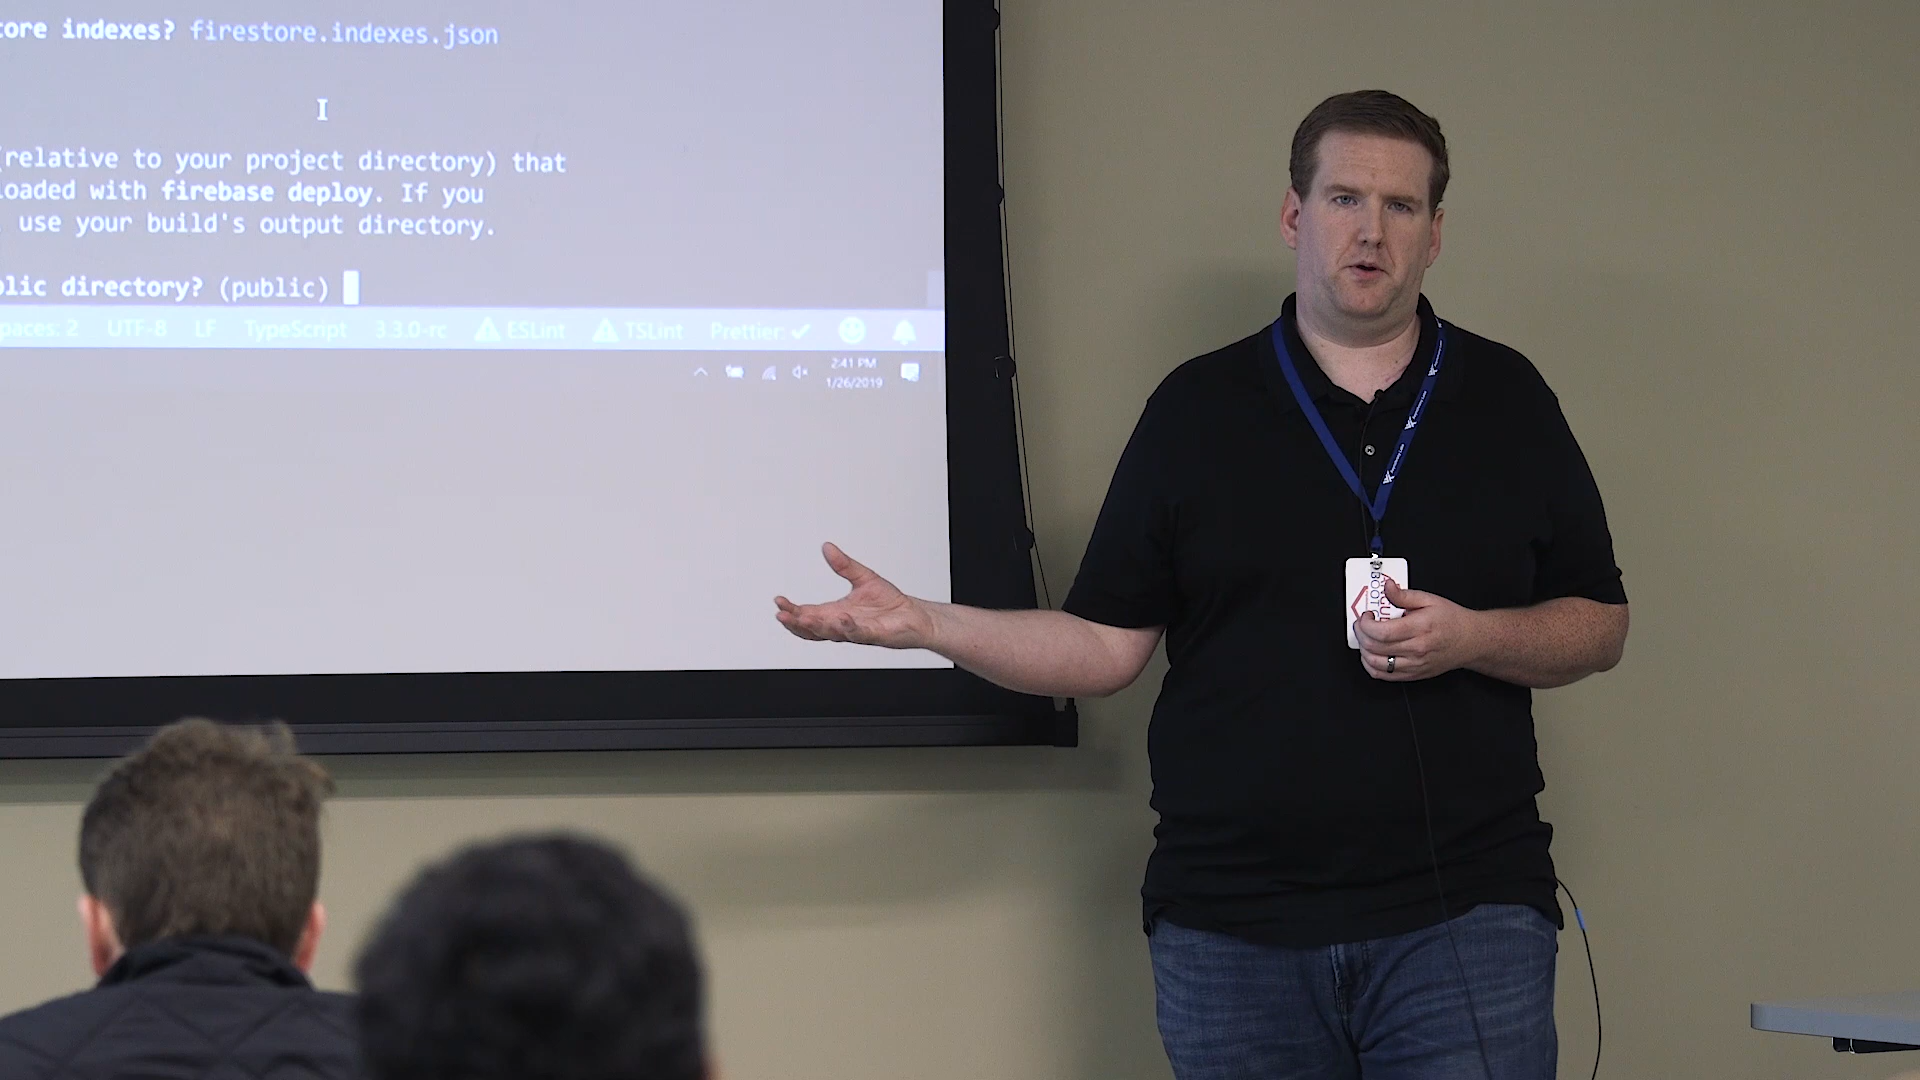 tore indexes? firestore.indexes.json
(relative to your project directory) that
loaded with firebase deploy. If you
, use your build's output directory.
blic directory? (public)
paces: 2 UTF-8 LF TypeScript 3.3.0-rc ESLint TSLint Prettier: ✓
2:41 PM
1/26/2019